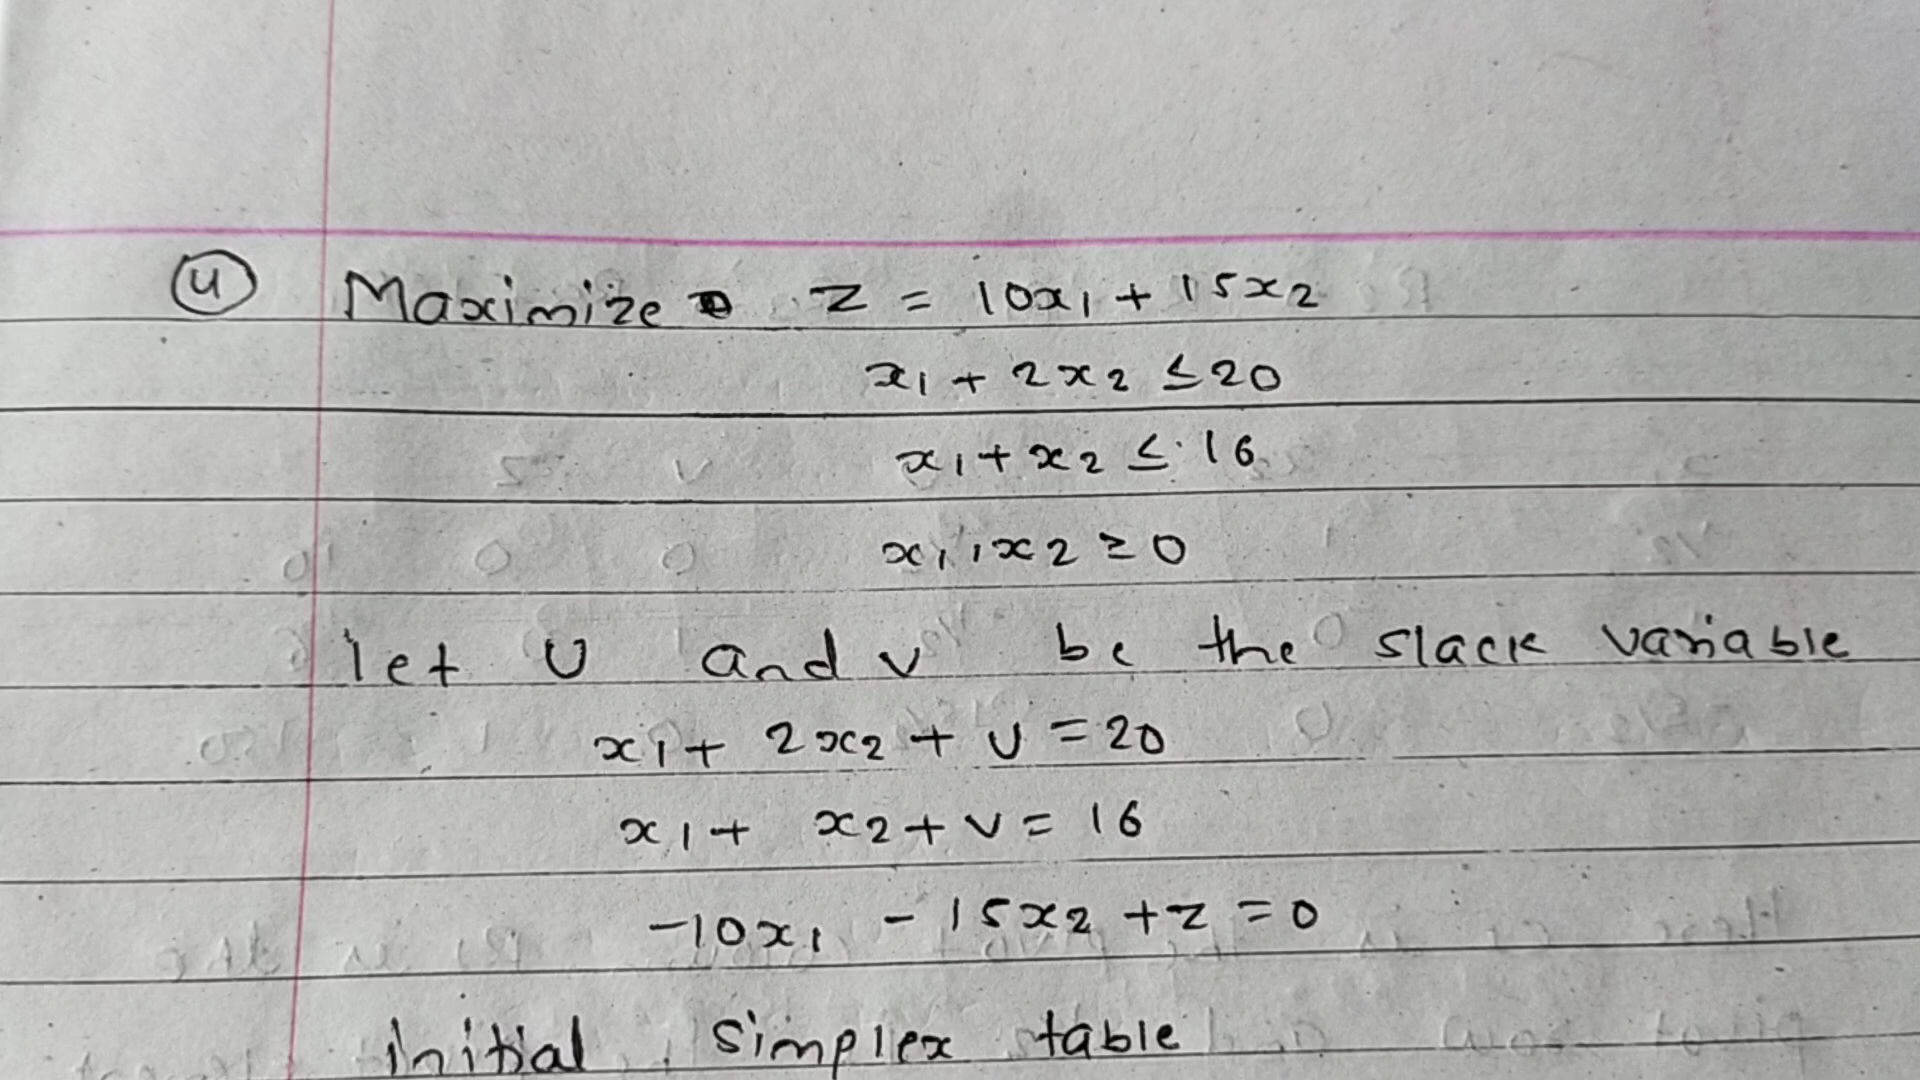 ④ Maximize Z = 10x1 + 15x2
x1 + 2x2 ≤ 20
x1 + x2 ≤ 16
x1, x2 ≥ 0
let U and v be the slack variable
x1 + 2x2 + U = 20
x1 + x2 + v = 16
-10x1 - 15x2 + z = 0
initial simplex table